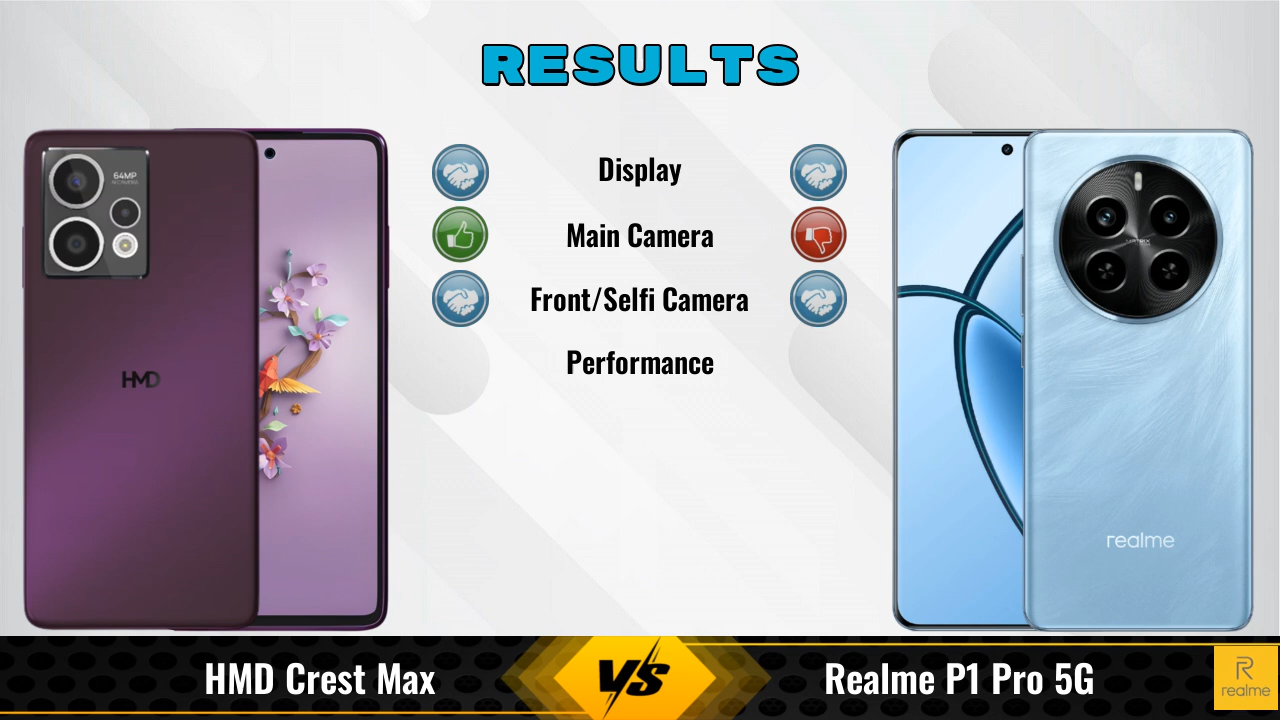 RESULTS
64MP
Display
Main Camera
Front/Selfi Camera
Performance
HMD
realme
HMD Crest Max
VS
Realme P1 Pro 5G
R
realme